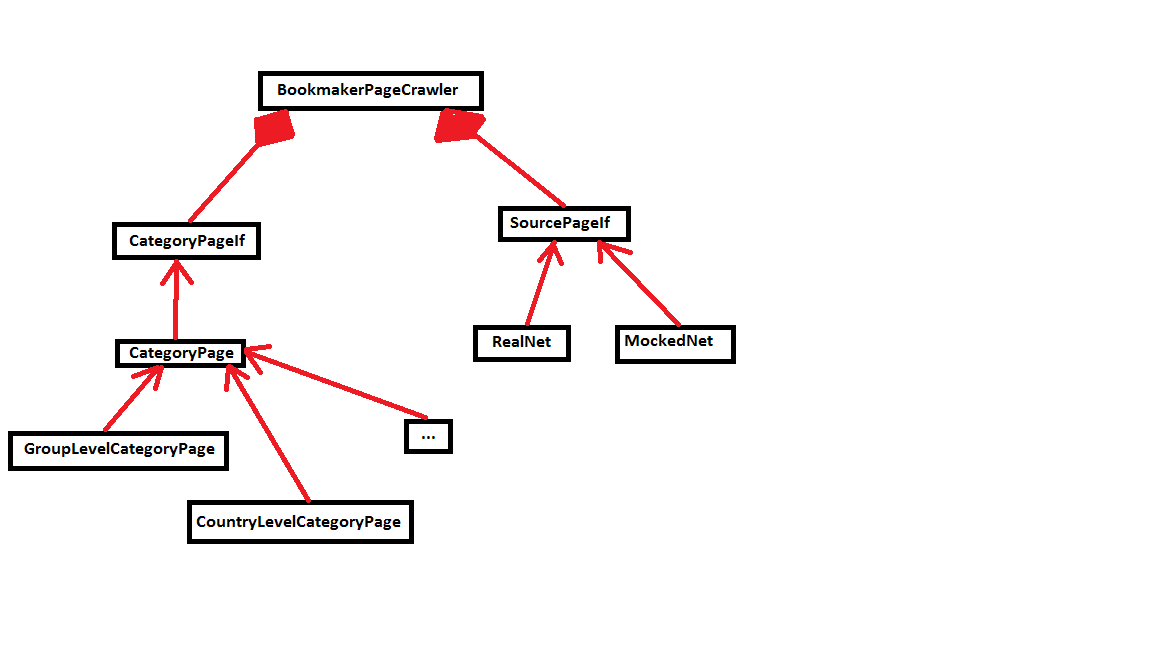 BookmakerPageCrawler
SourcePageIf
CategoryPageIf
RealNet
MockedNet
CategoryPage
...
GroupLevelCategoryPage
CountryLevelCategoryPage